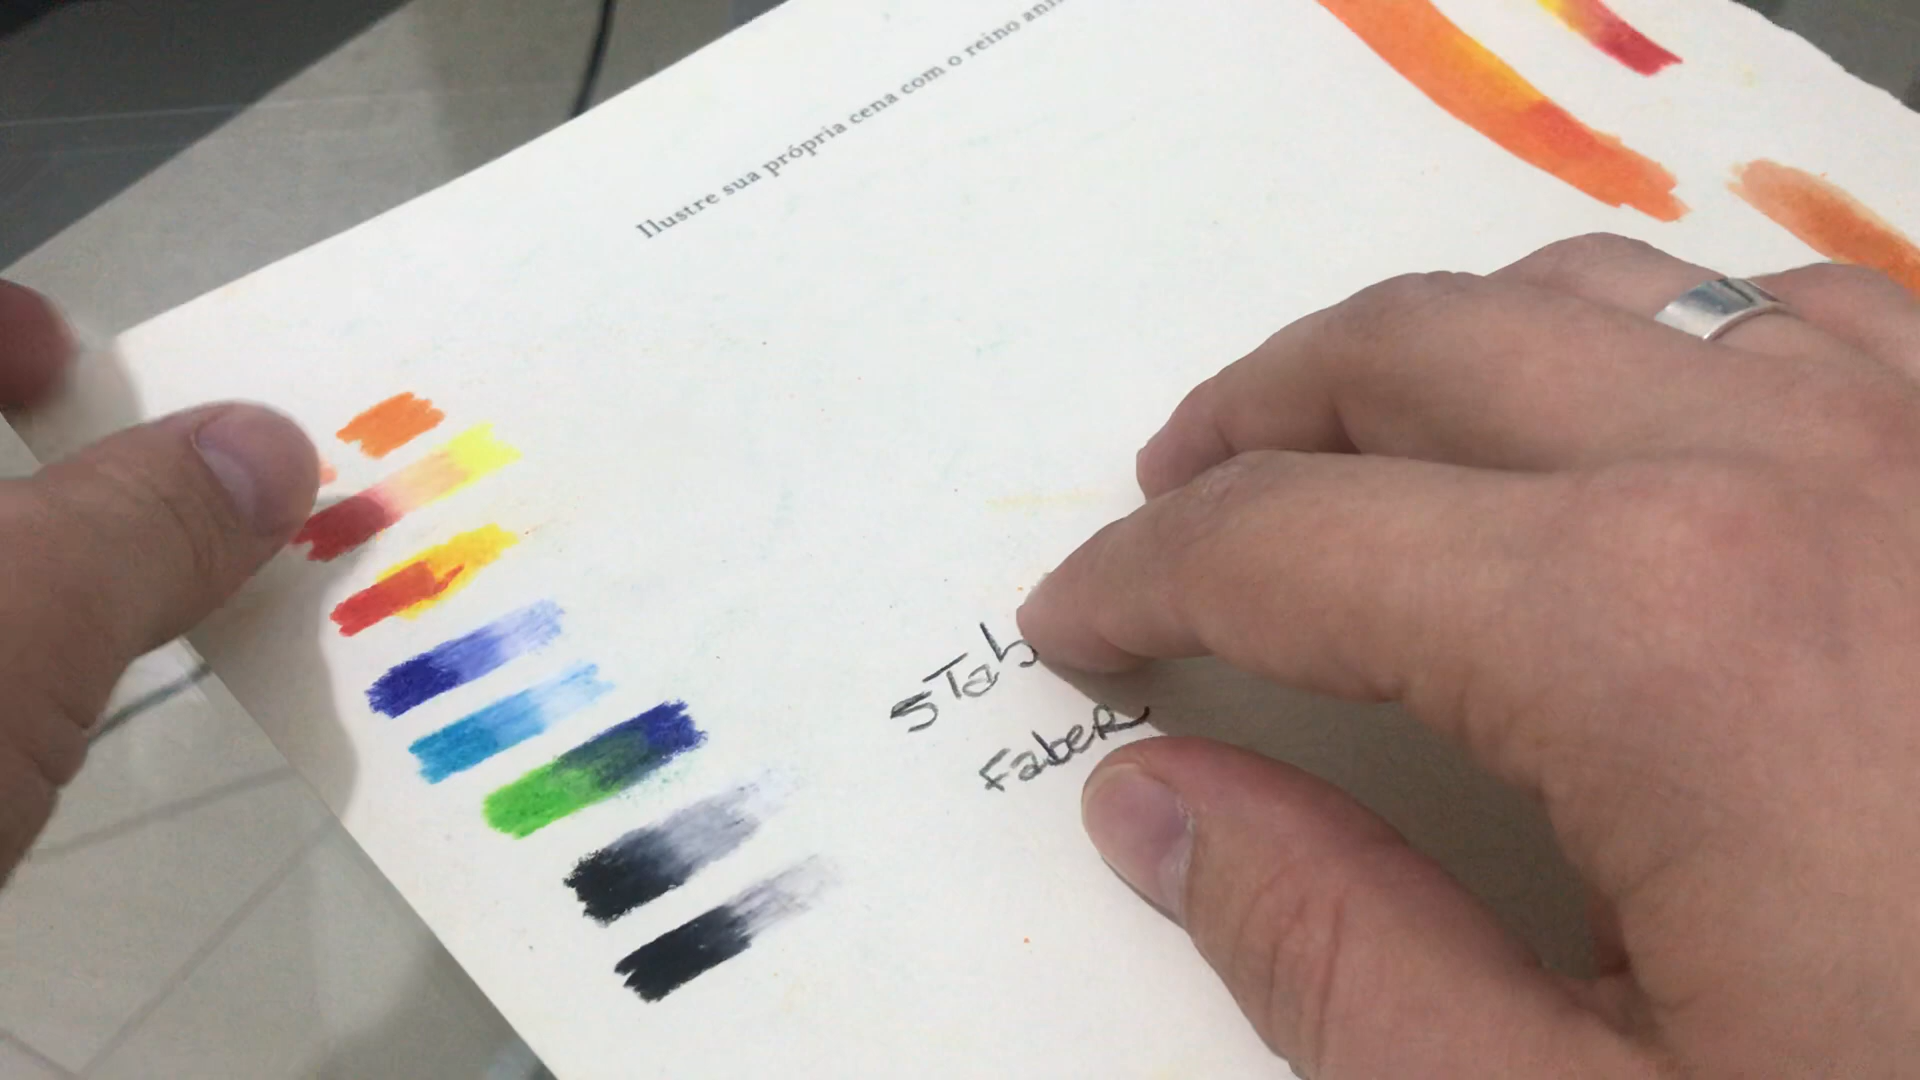 Ilustre sua própria cena com o reino
sTab
Faber